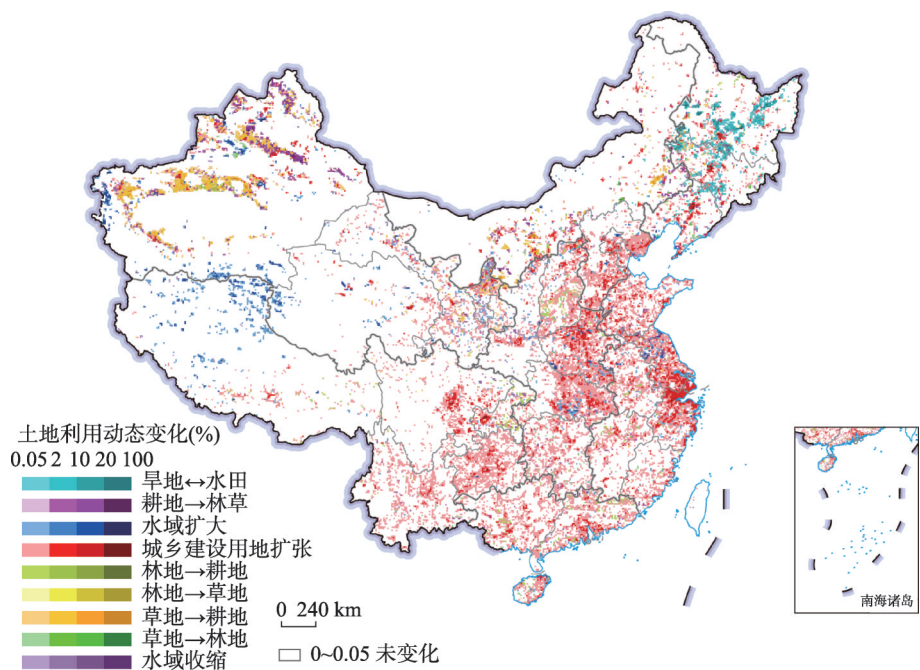 土地利用动态变化(%)
0.05 2 10 20 100
旱地↔水田
耕地→林草
水域扩大
城乡建设用地扩张
林地→耕地
林地→草地
草地→耕地
草地→林地
水域收缩
0 240 km
0~0.05 未变化
南海诸岛